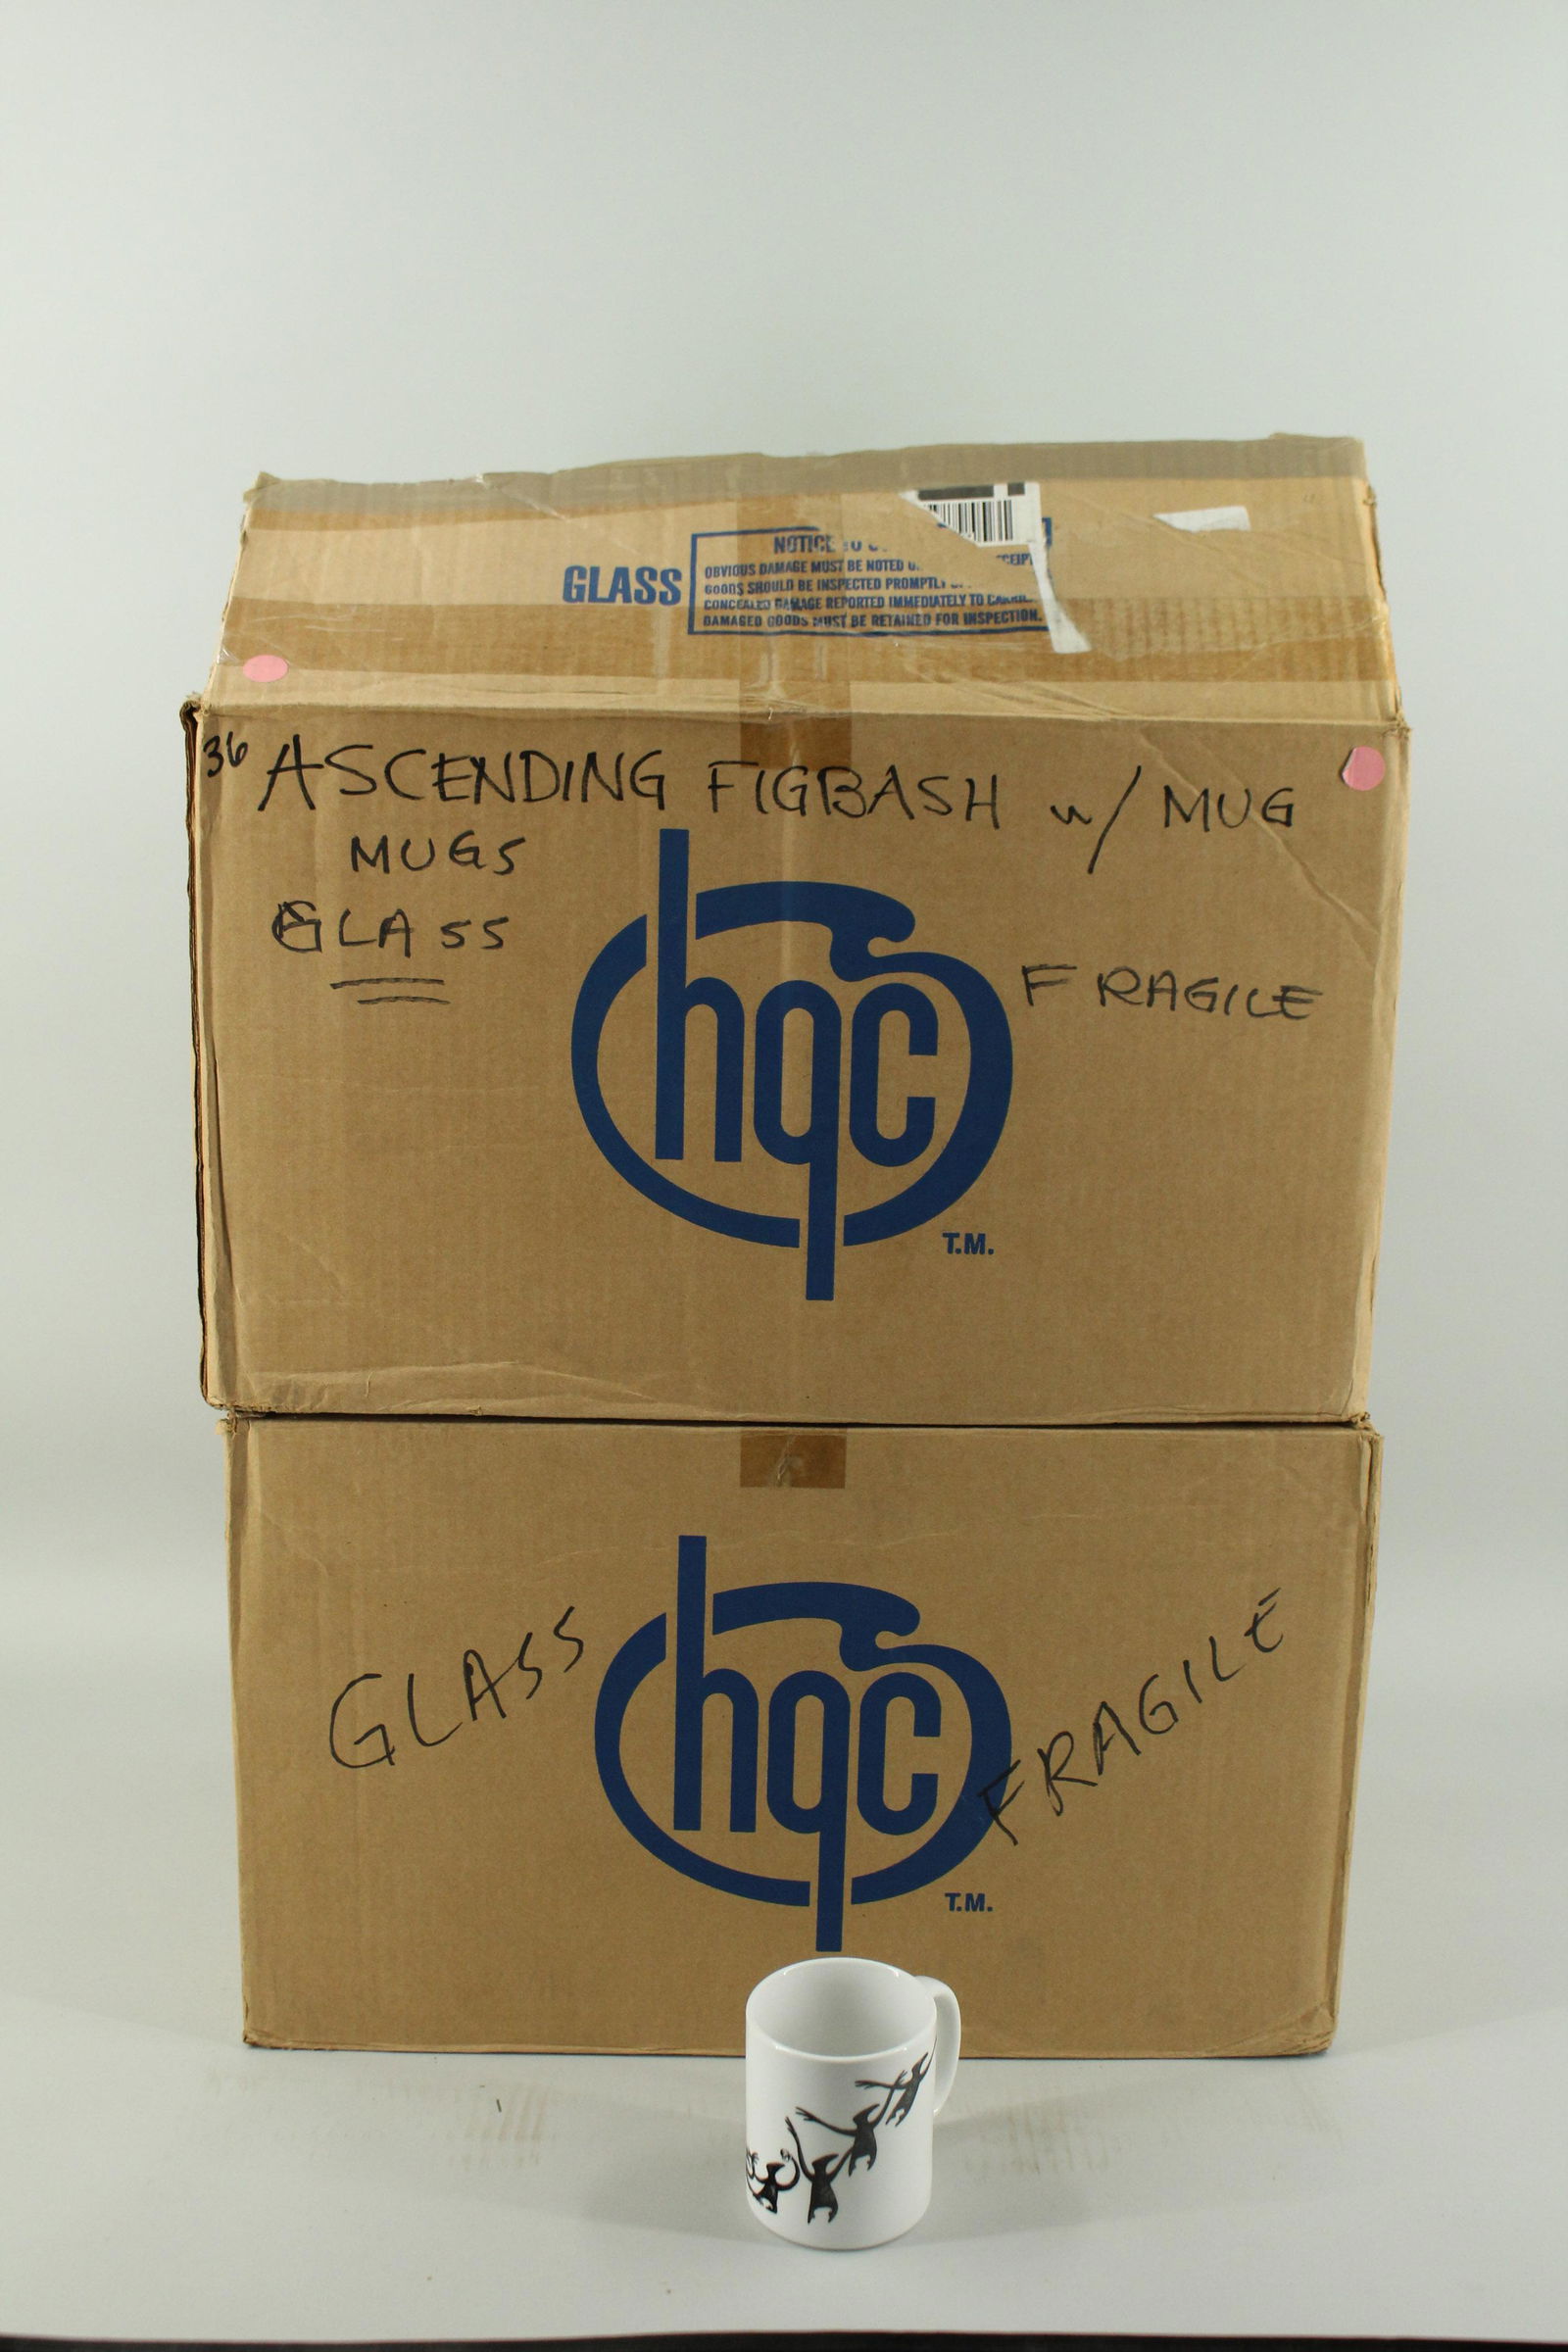 NOTICE
GLASS
OBVIOUS DAMAGE MUST BE NOTED
GOODS SHOULD BE INSPECTED PROMPTLY
CONCEALED DAMAGE REPORTED IMMEDIATELY TO
DAMAGED GOODS MUST BE RETAINED FOR INSPECTION.
36 ASCENDING FIGBASH w/ MUG
MUGS
GLASS
FRAGILE
hqc
T.M.
GLASS
FRAGILE
hqc
T.M.